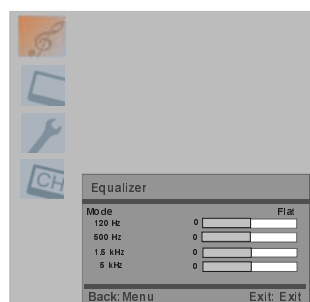 CH
Equalizer
Mode Flat
120 Hz 0
500 Hz 0
1.5 kHz 0
5 kHz 0
Back: Menu Exit: Exit